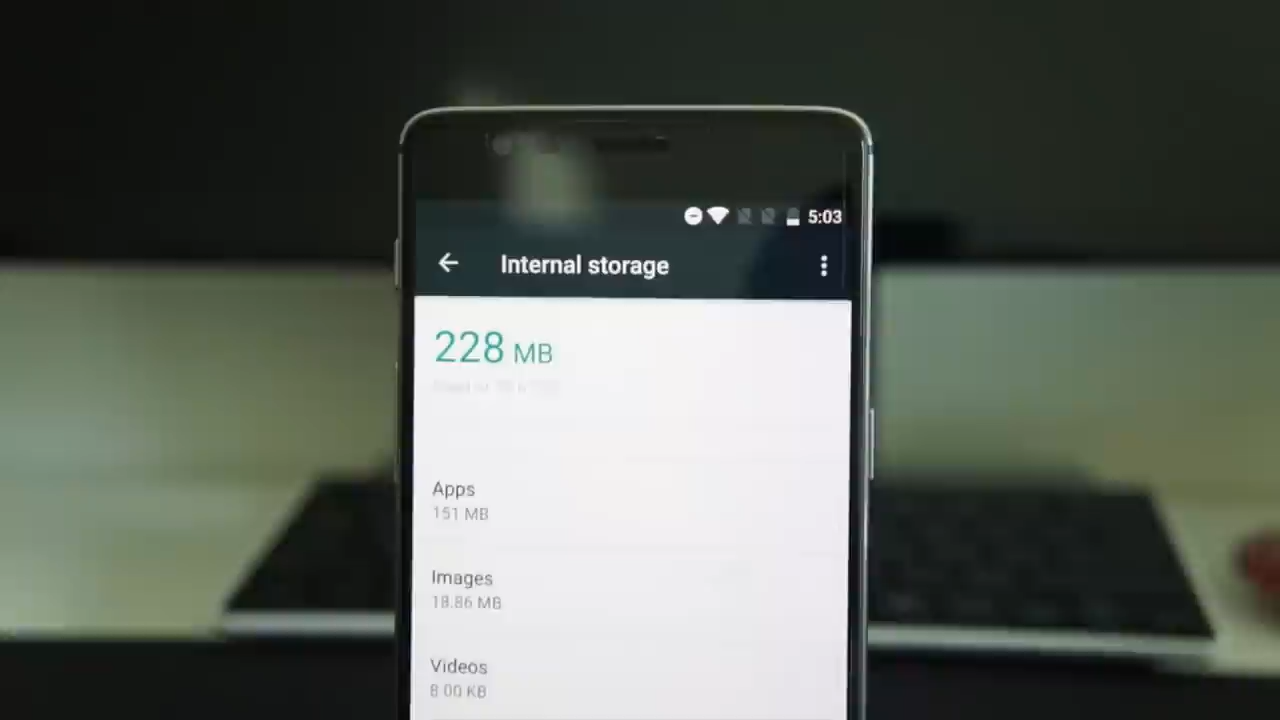 5:03
Internal storage
228 MB
Apps
151 MB
Images
18.86 MB
Videos
8.00 KB